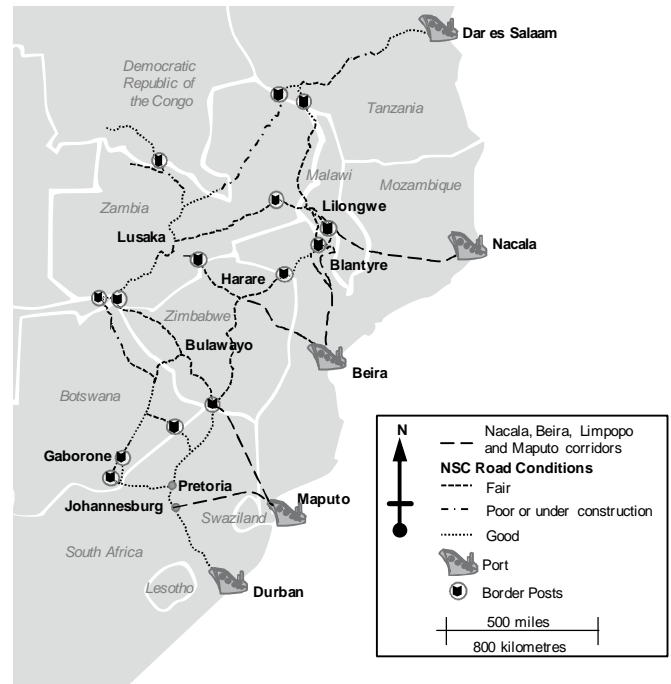 Dar es Salaam
Democratic
Republic of
the Congo
Tanzania
Malawi
Mozambique
Zambia
Lilongwe
Lusaka
Nacala
Blantyre
Harare
Zimbabwe
Bulawayo
Beira
Botswana
Gaborone
Pretoria
Johannesburg
Maputo
Swaziland
South Africa
Lesotho
Durban
N
Nacala, Beira, Limpopo
and Maputo corridors
NSC Road Conditions
Fair
Poor or under construction
Good
Port
Border Posts
500 miles
800 kilometres